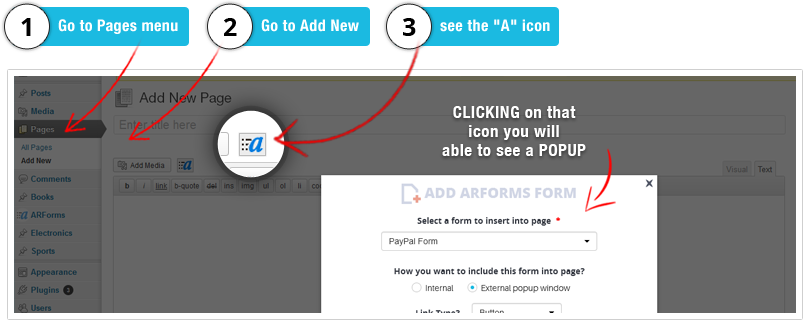 1 Go to Pages menu
2 Go to Add New
3 see the "A" icon
Posts
Media
Pages
All Pages
Add New
Comments
Books
ARForms
Electronics
Sports
Appearance
Plugins 3
Users
Add New Page
Enter title here
Add Media
a
Visual
Text
b
i
link
b-quote
del
ins
img
ul
ol
li
CLICKING on that
icon you will
able to see a POPUP
X
ADD ARFORMS FORM
Select a form to insert into page *
PayPal Form
How you want to include this form into page?
Internal
External popup window
Link Type?
Button